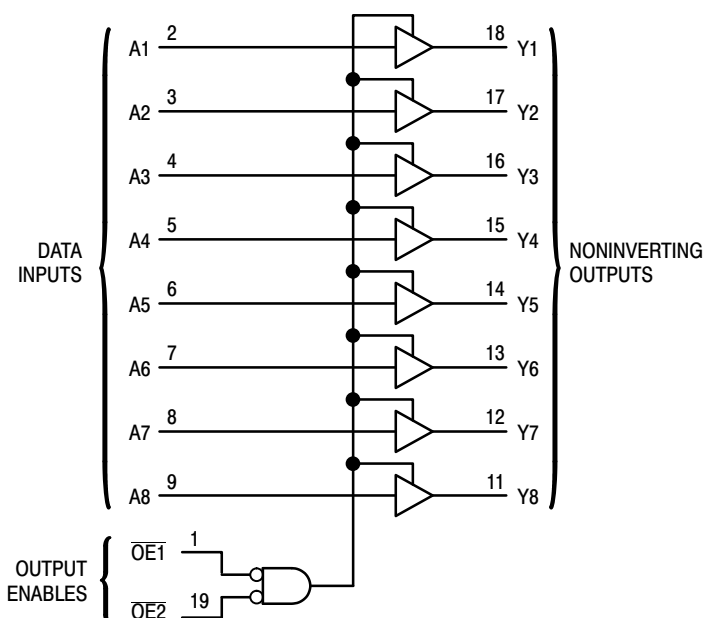 A1 2 18 Y1
A2 3 17 Y2
A3 4 16 Y3
A4 5 15 Y4
DATA
INPUTS
NONINVERTING
OUTPUTS
A5 6 14 Y5
A6 7 13 Y6
A7 8 12 Y7
A8 9 11 Y8
OUTPUT
ENABLES
O̅E̅1̅ 1
O̅E̅2̅ 19